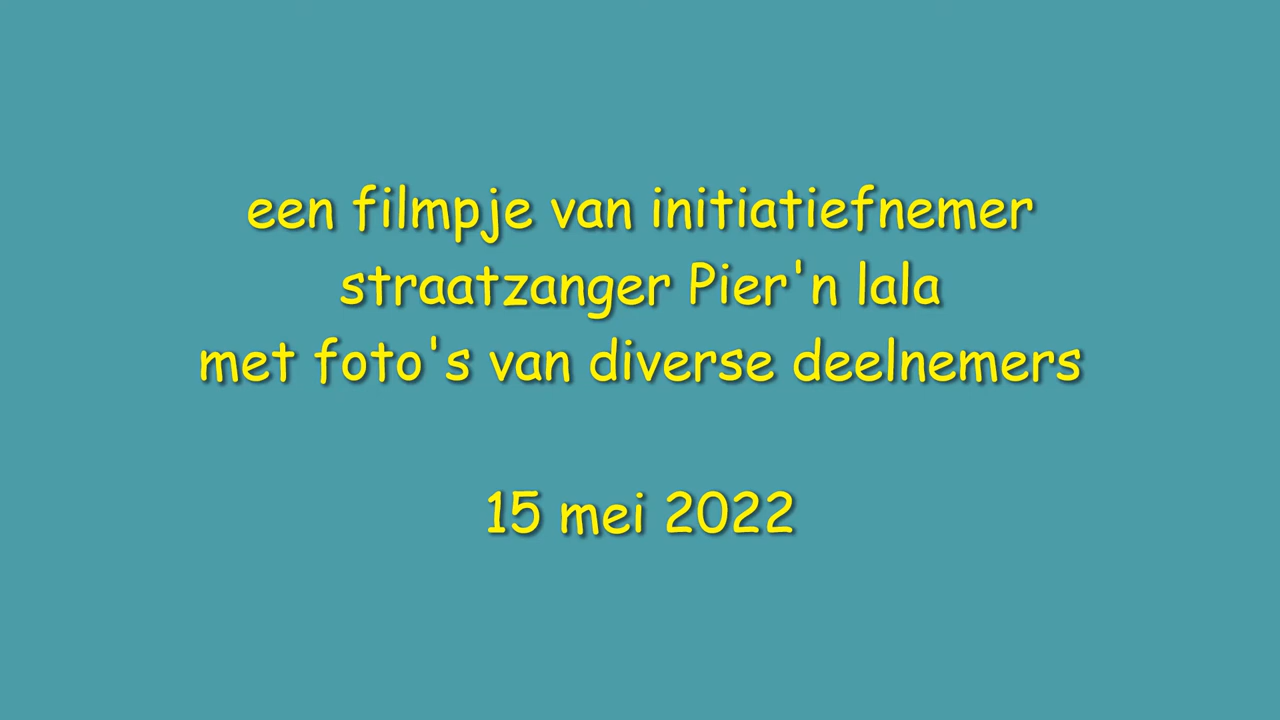 een filmpje van initiatiefnemer
straatzanger Pier'n lala
met foto's van diverse deelnemers
15 mei 2022